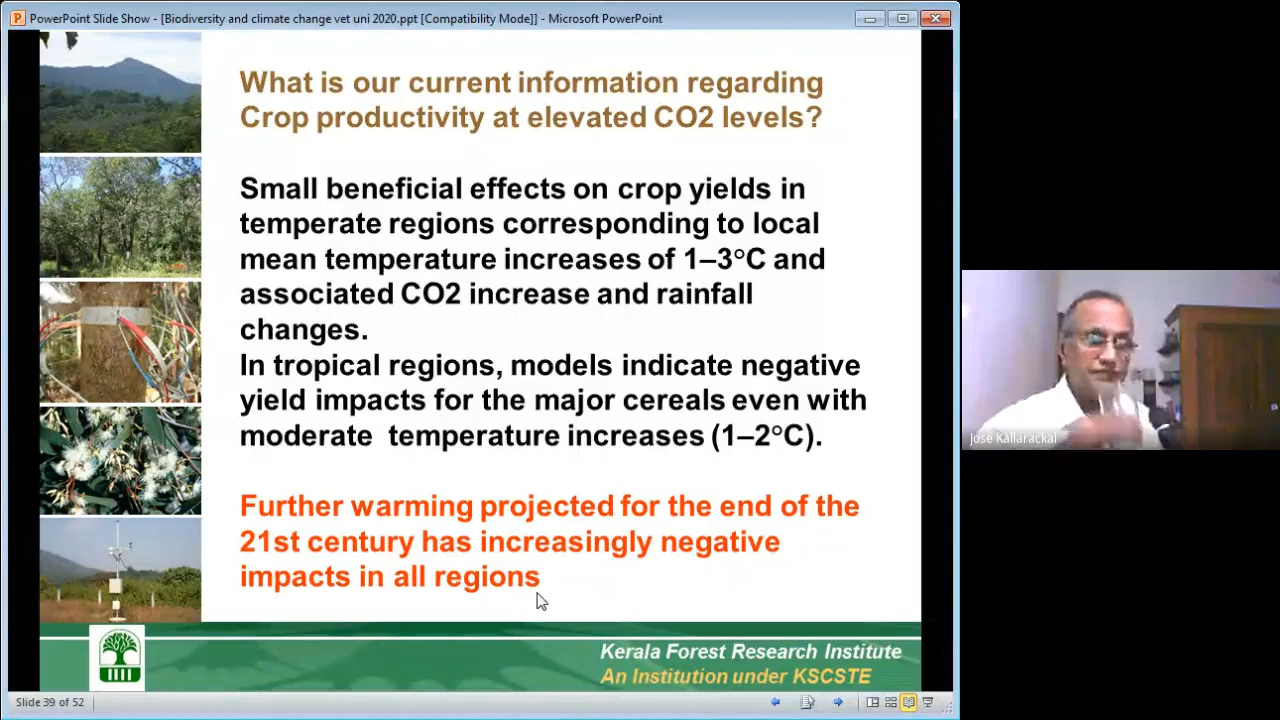 PowerPoint Slide Show - [Biodiversity and climate change vet uni 2020.ppt [Compatibility Mode]] - Microsoft PowerPoint
What is our current information regarding
Crop productivity at elevated CO2 levels?
Small beneficial effects on crop yields in
temperate regions corresponding to local
mean temperature increases of 1–3°C and
associated CO2 increase and rainfall
changes.
In tropical regions, models indicate negative
yield impacts for the major cereals even with
moderate temperature increases (1–2°C).
Further warming projected for the end of the
21st century has increasingly negative
impacts in all regions
Kerala Forest Research Institute
An Institution under KSCSTE
Slide 39 of 52
Jose Kallarackal